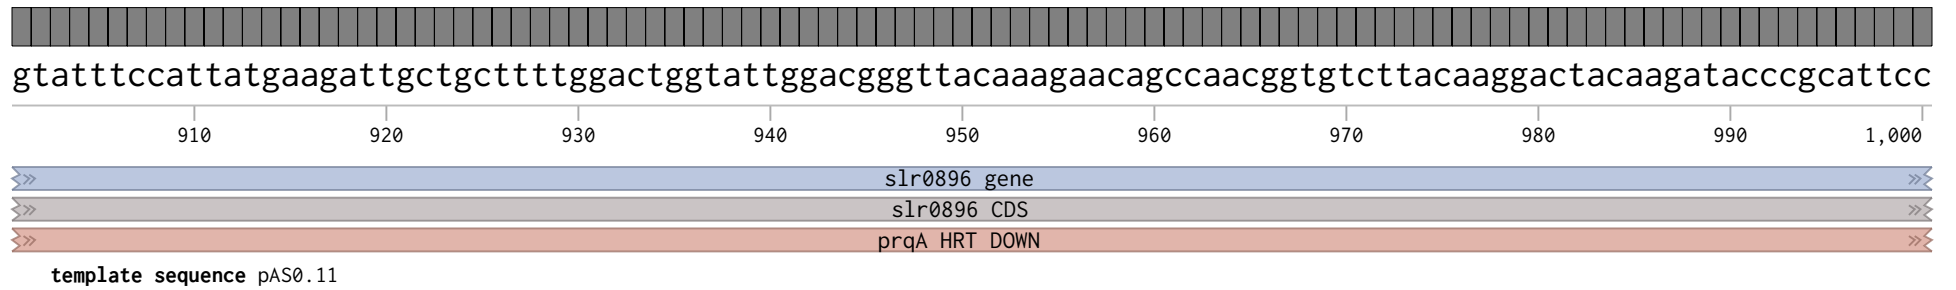 gtatttccattatgaagattgctgcttttggactggtattggacgggttacaaagaacagccaacggtgtcttacaaggactacaagatacccgcattcc
910 920 930 940 950 960 970 980 990 1,000
slr0896 gene
slr0896 CDS
prqA HRT DOWN
template sequence pAS0.11